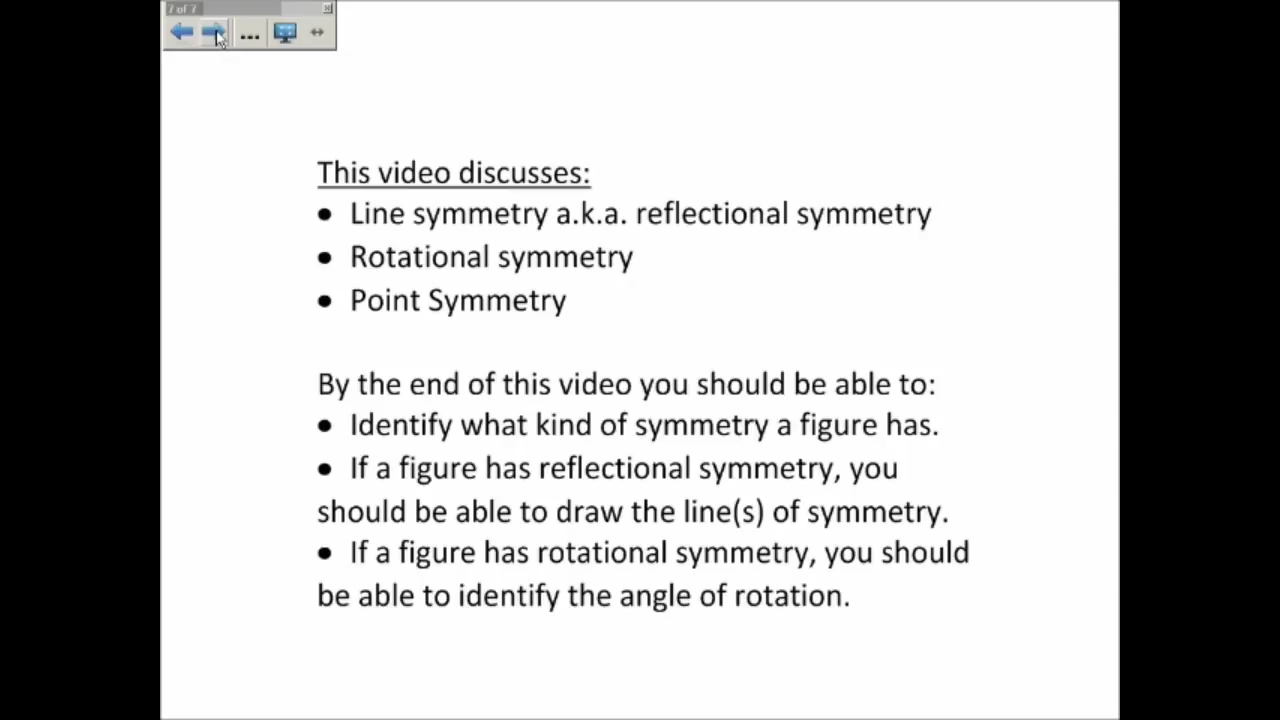 7 of 7
...
This video discusses:
• Line symmetry a.k.a. reflectional symmetry
• Rotational symmetry
• Point Symmetry
By the end of this video you should be able to:
• Identify what kind of symmetry a figure has.
• If a figure has reflectional symmetry, you
should be able to draw the line(s) of symmetry.
• If a figure has rotational symmetry, you should
be able to identify the angle of rotation.